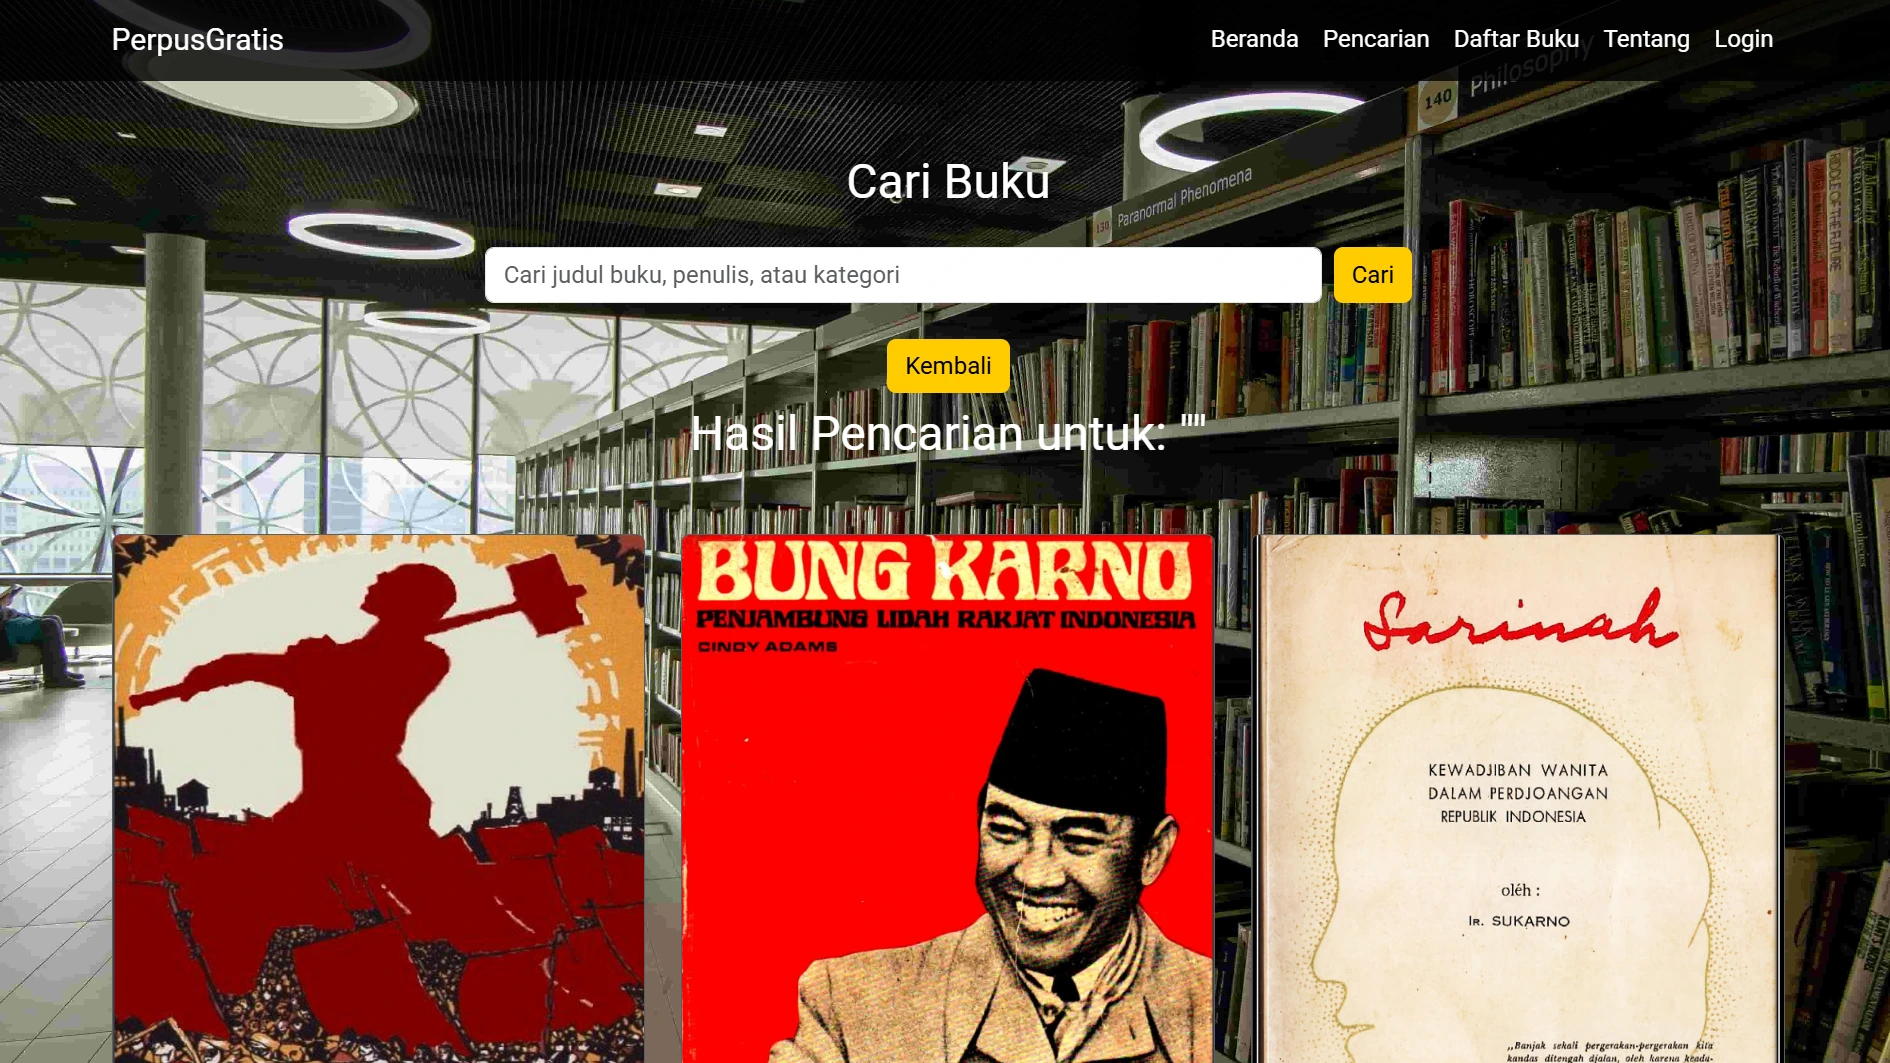 PerpusGratis
Beranda Pencarian Daftar Buku Tentang Login
Philosophy
140
Cari Buku
130 Paranormal Phenomena
Cari judul buku, penulis, atau kategori
Cari
Kembali
Hasil Pencarian untuk: ""
BUNG KARNO
PENJAMBUNG LIDAH RAKJAT INDONESIA
CINDY ADAMS
Sarinah
KEWADJIBAN WANITA
DALAM PERDJOANGAN
REPUBLIK INDONESIA
oléh :
Ir. SUKARNO
„Banjak sekali pergerakan-pergerakan kita
kandas ditengah djalan, oleh karena keada-